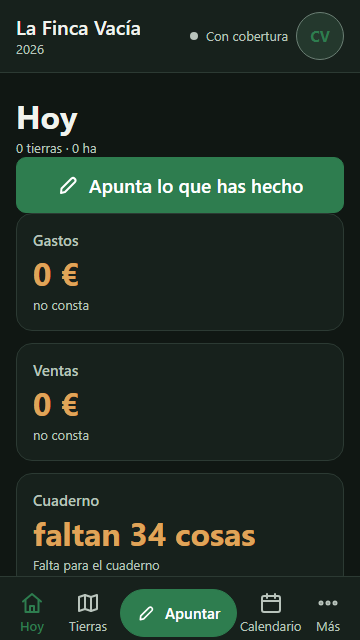 La Finca Vacía
2026
Con cobertura
CV
Hoy
0 tierras · 0 ha
Apunta lo que has hecho
Gastos
0 €
no consta
Ventas
0 €
no consta
Cuaderno
faltan 34 cosas
Falta para el cuaderno
Hoy
Tierras
Apuntar
Calendario
Más